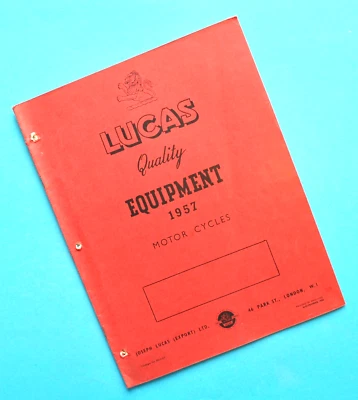 LUCAS
Quality
EQUIPMENT
1957
MOTOR CYCLES
JOSEPH LUCAS (EXPORT) LTD. 46 PARK ST., LONDON, W.1